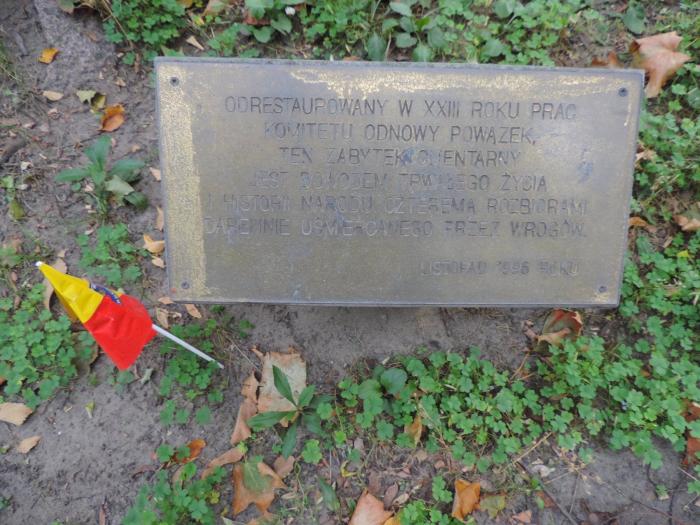 ODRESTAUROWANY W XXIII ROKU PRAC
KOMITETU ODNOWY POWĄZEK,
TEN ZABYTEK CMENTARNY
JEST DOWODEM TRWAŁEGO ŻYCIA
I HISTORII NARODU CZTEREMA ROZBIORAMI
DAREMNIE UŚMIERCANEGO PRZEZ WROGÓW.
LISTOPAD 1996 ROKU